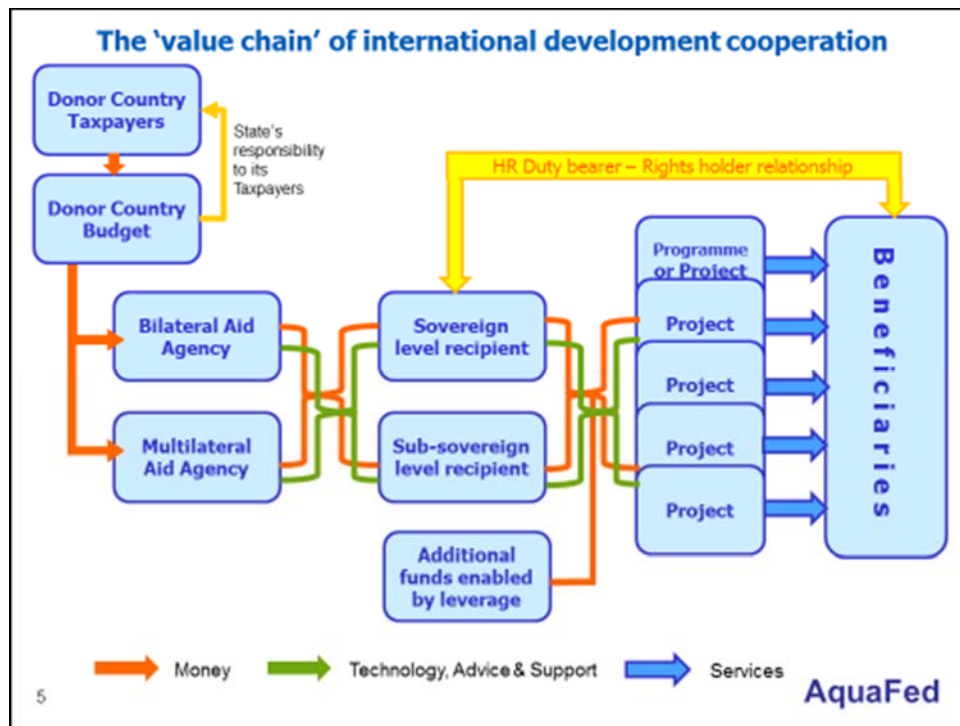 The ‘value chain’ of international development cooperation
Donor Country
Taxpayers
State's
responsibility
to its
Taxpayers
Donor Country
Budget
HR Duty bearer – Rights holder relationship
Bilateral Aid
Agency
Multilateral
Aid Agency
Sovereign
level recipient
Sub-sovereign
level recipient
Additional
funds enabled
by leverage
Programme
or Project
Project
Project
Project
Project
Beneficiaries
Money
Technology, Advice & Support
Services
5
AquaFed